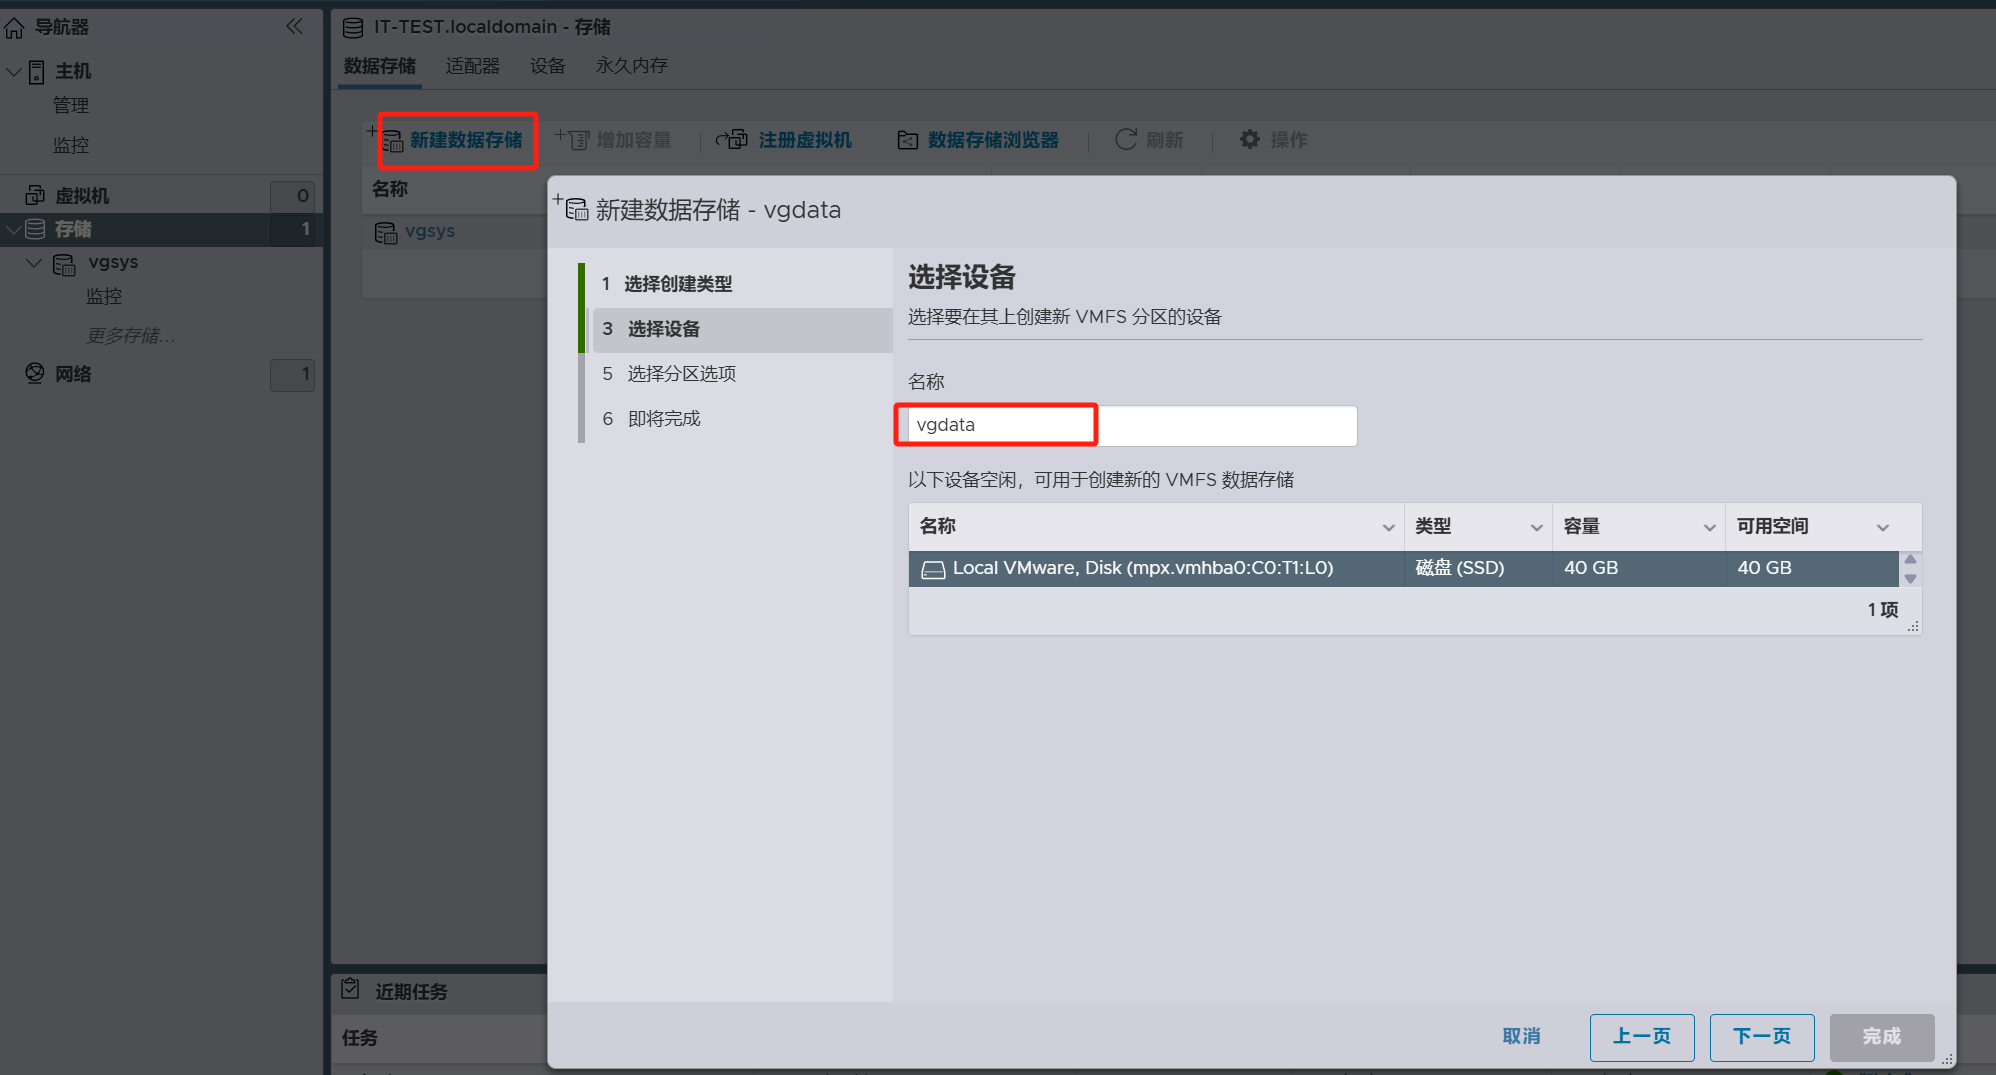 导航器
主机
管理
监控
虚拟机 0
存储 1
vgsys
监控
更多存储...
网络 1
IT-TEST.localdomain - 存储
数据存储 适配器 设备 永久内存
新建数据存储 增加容量 注册虚拟机 数据存储浏览器 刷新 操作
名称
vgsys
新建数据存储 - vgdata
1 选择创建类型
3 选择设备
5 选择分区选项
6 即将完成
选择设备
选择要在其上创建新 VMFS 分区的设备
名称
vgdata
以下设备空闲，可用于创建新的 VMFS 数据存储
名称 类型 容量 可用空间
Local VMware, Disk (mpx.vmhba0:C0:T1:L0) 磁盘 (SSD) 40 GB 40 GB
1 项
取消 上一页 下一页 完成
近期任务
任务